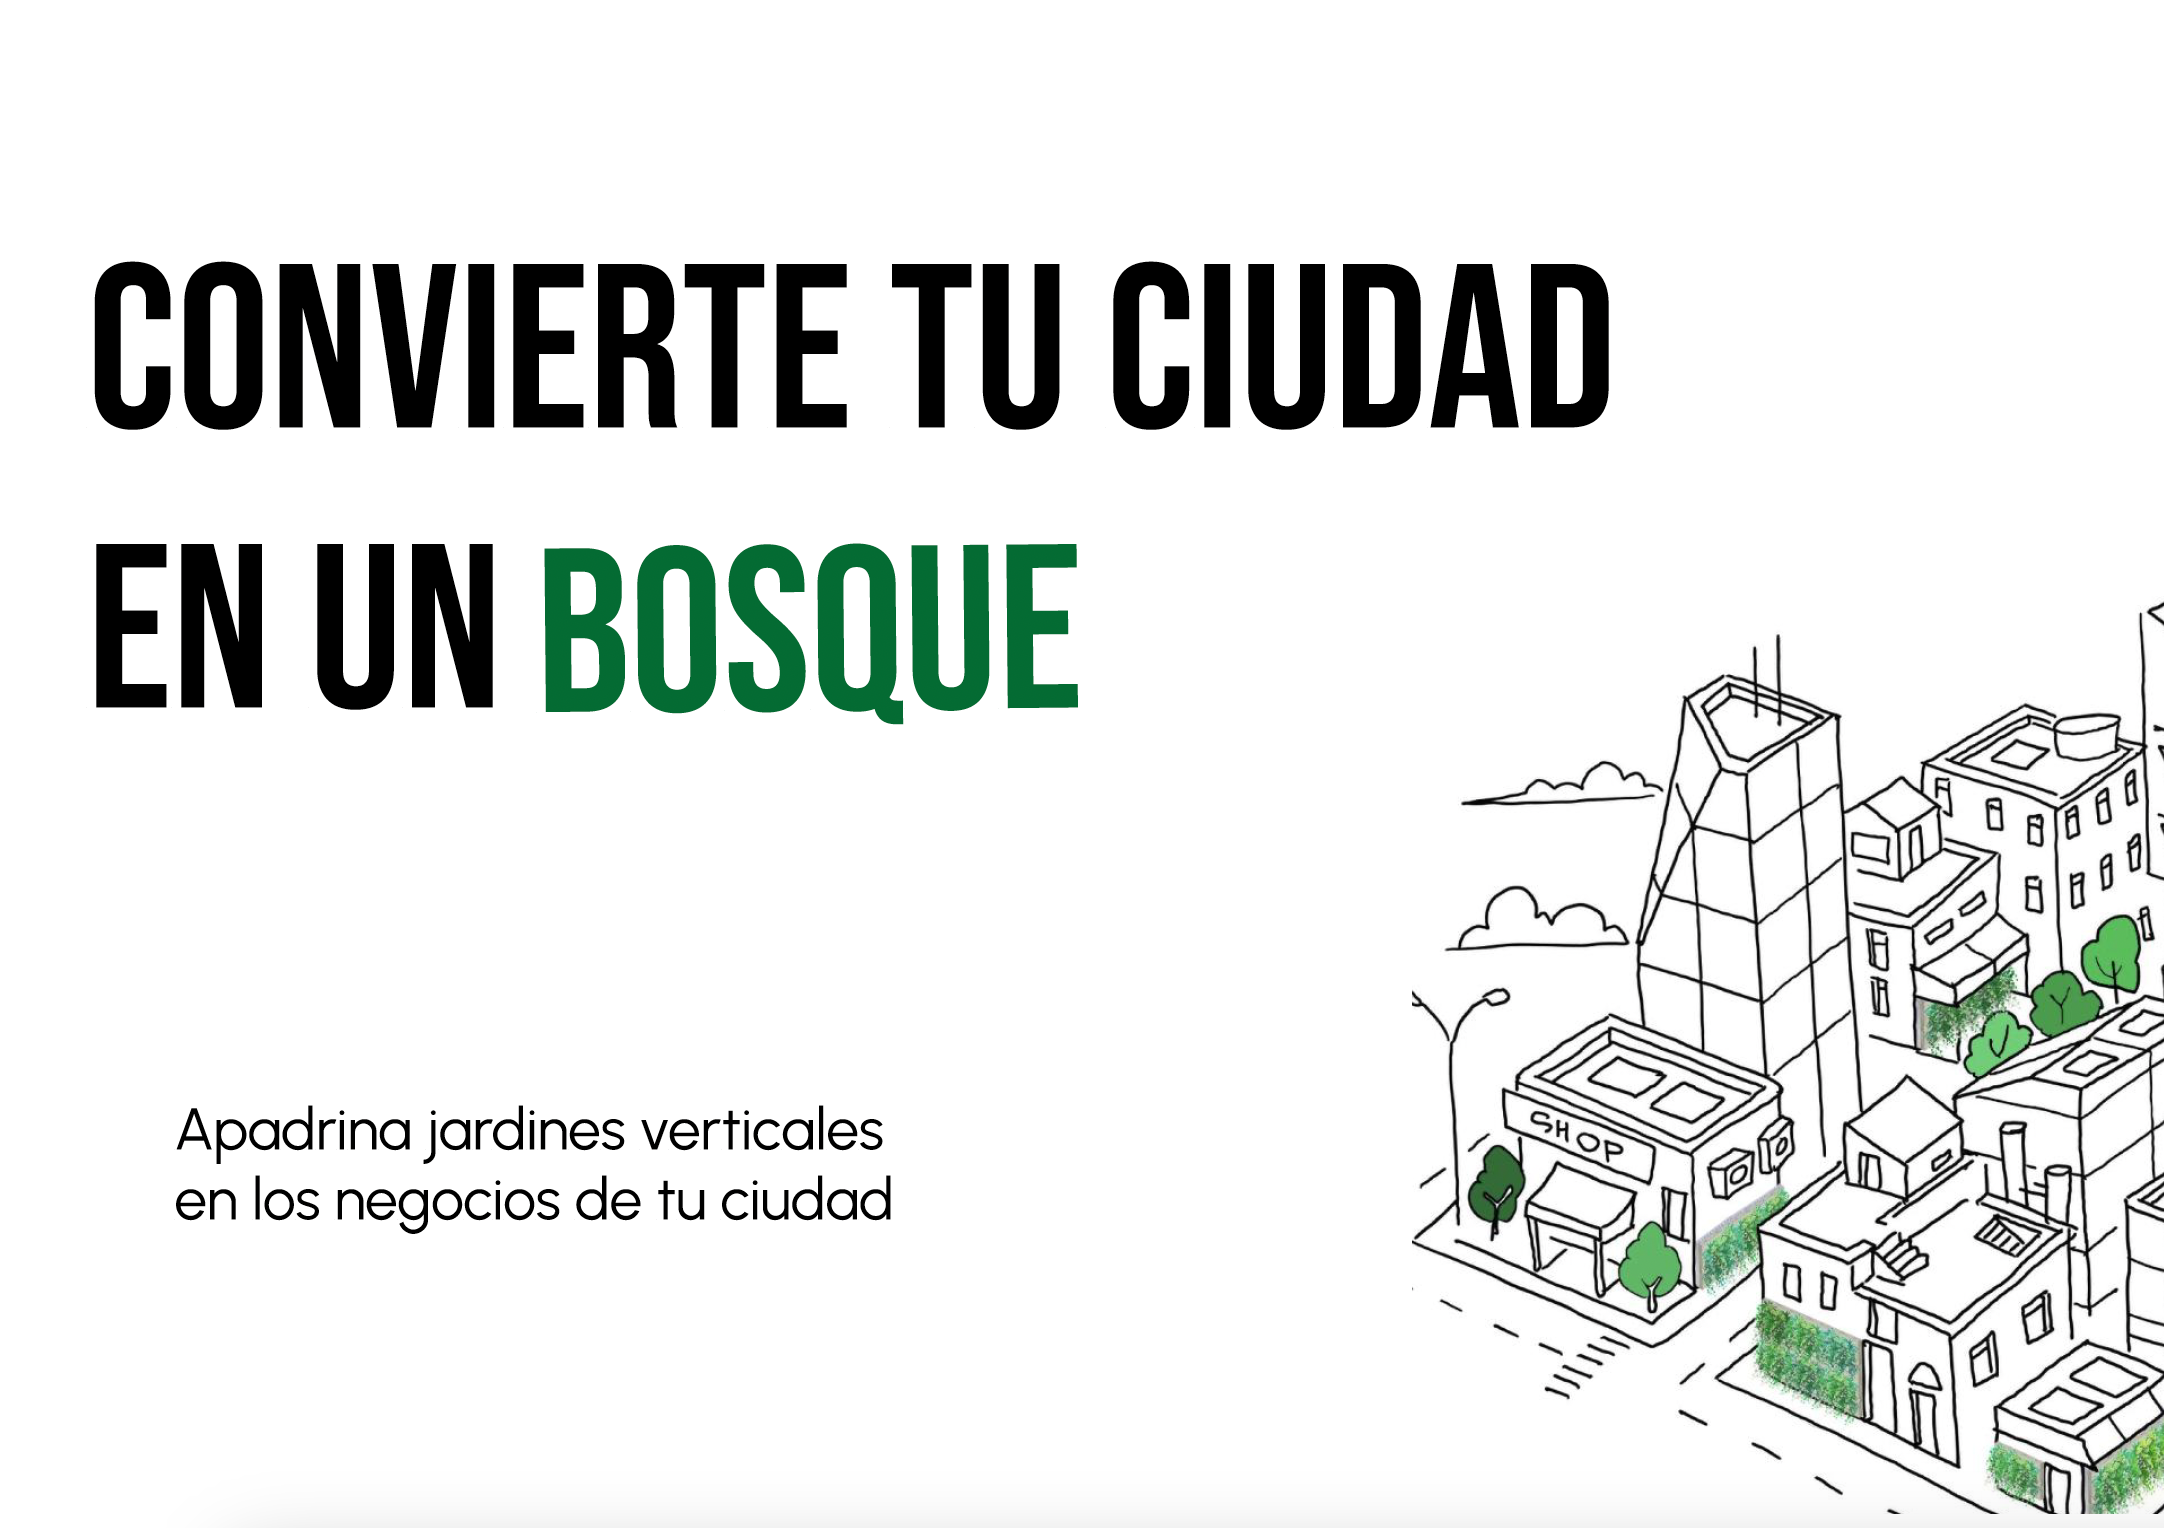 CONVIERTE TU CIUDAD
EN UN BOSQUE
Apadrina jardines verticales
en los negocios de tu ciudad
SHOP